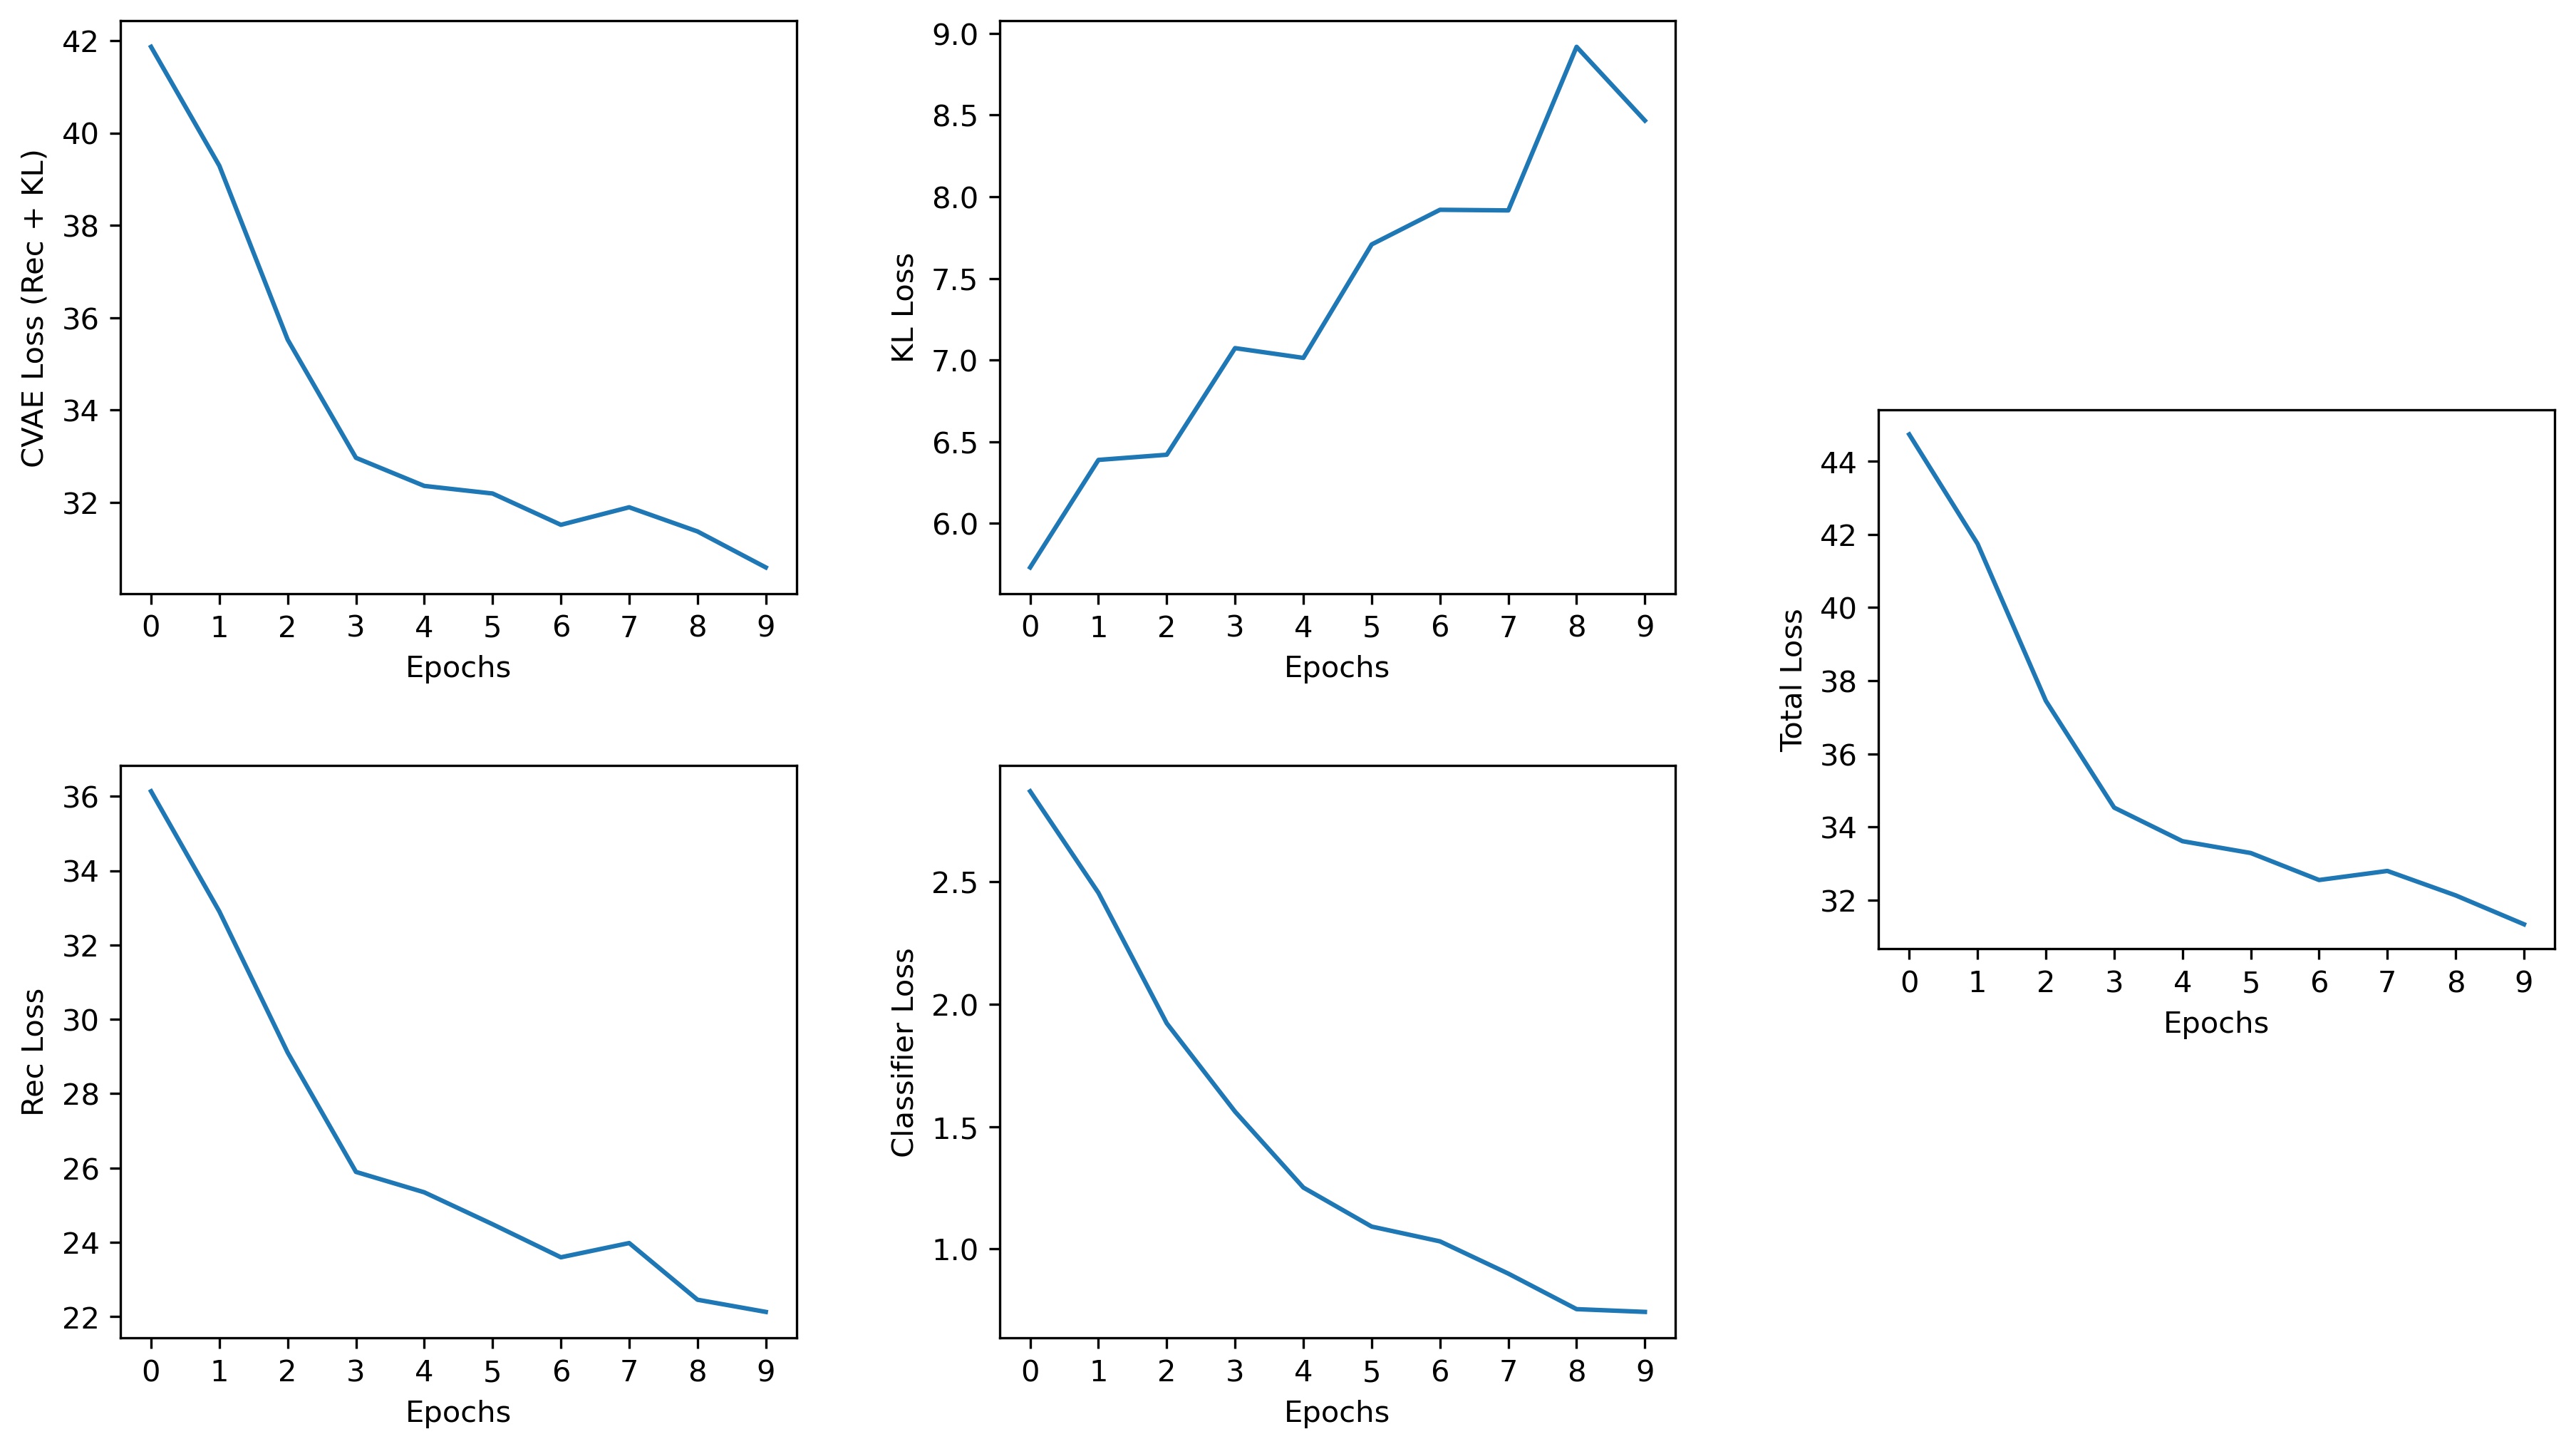 CVAE Loss (Rec + KL)
42
40
38
36
34
32
0 1 2 3 4 5 6 7 8 9
Epochs
KL Loss
9.0
8.5
8.0
7.5
7.0
6.5
6.0
0 1 2 3 4 5 6 7 8 9
Epochs
Rec Loss
36
34
32
30
28
26
24
22
0 1 2 3 4 5 6 7 8 9
Epochs
Classifier Loss
2.5
2.0
1.5
1.0
0 1 2 3 4 5 6 7 8 9
Epochs
Total Loss
44
42
40
38
36
34
32
0 1 2 3 4 5 6 7 8 9
Epochs